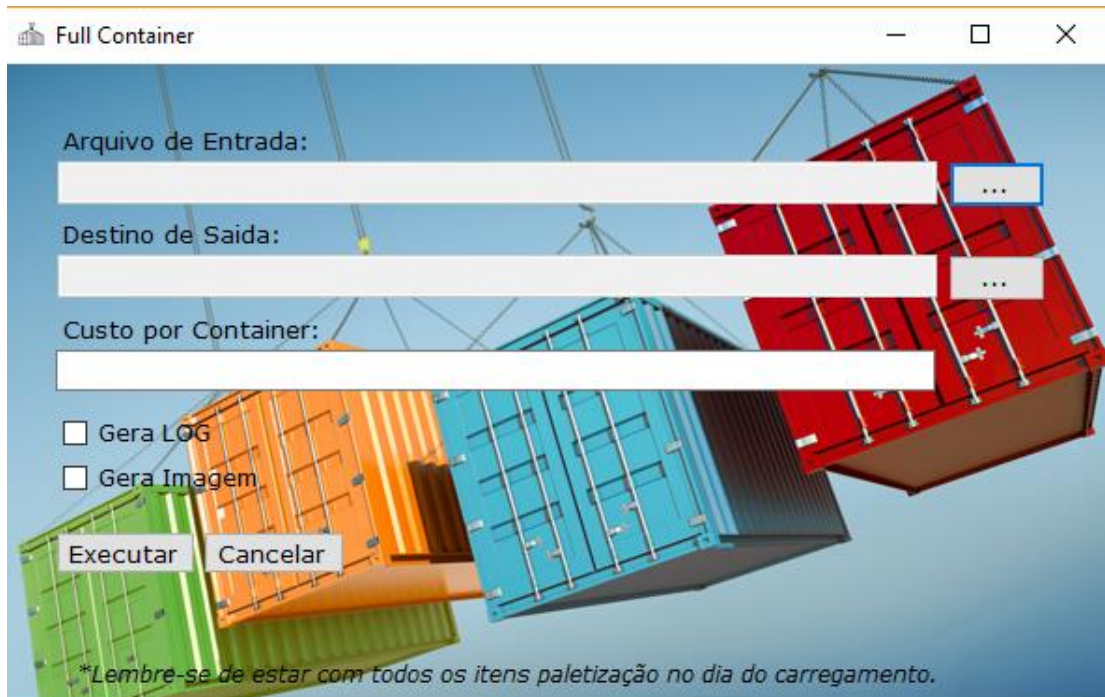 Full Container
Arquivo de Entrada:
...
Destino de Saida:
...
Custo por Container:
Gera LOG
Gera Imagem
Executar Cancelar
*Lembre-se de estar com todos os itens paletização no dia do carregamento.